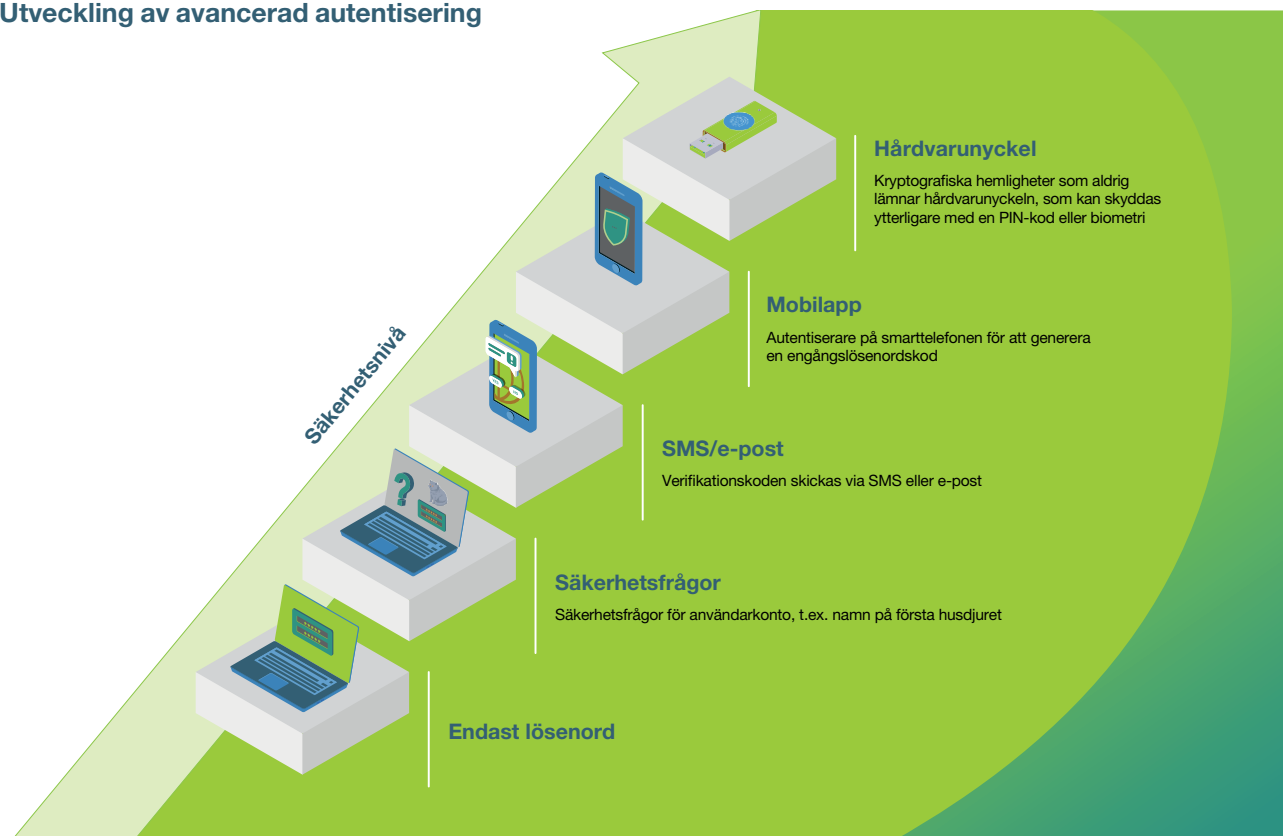 Utveckling av avancerad autentisering
Hårdvarunyckel
Kryptografiska hemligheter som aldrig
lämnar hårdvarunyckeln, som kan skyddas
ytterligare med en PIN-kod eller biometri
Mobilapp
Autentiserare på smarttelefonen för att generera
en engångslösenordskod
Säkerhetsnivå
SMS/e-post
Verifikationskoden skickas via SMS eller e-post
Säkerhetsfrågor
Säkerhetsfrågor för användarkonto, t.ex. namn på första husdjuret
Endast lösenord